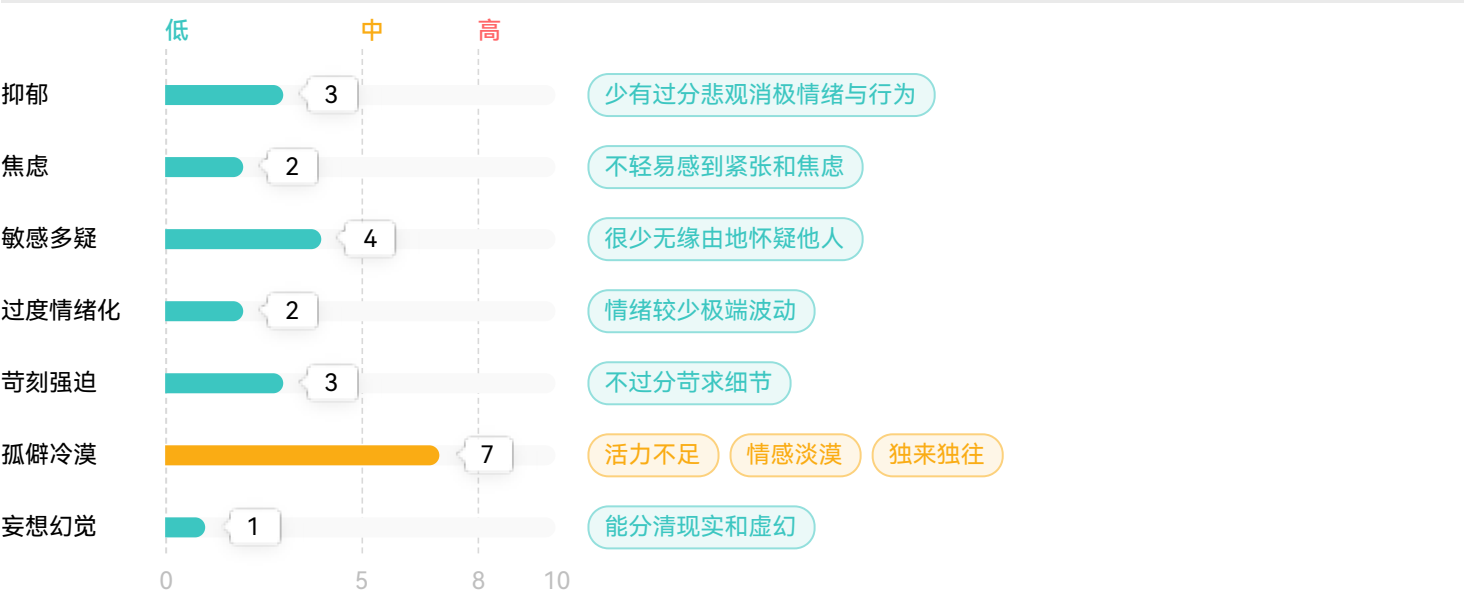 低 中 高
抑郁 3 少有过分悲观消极情绪与行为
焦虑 2 不轻易感到紧张和焦虑
敏感多疑 4 很少无缘由地怀疑他人
过度情绪化 2 情绪较少极端波动
苛刻强迫 3 不过分苛求细节
孤僻冷漠 7 活力不足 情感淡漠 独来独往
妄想幻觉 1 能分清现实和虚幻
0 5 8 10